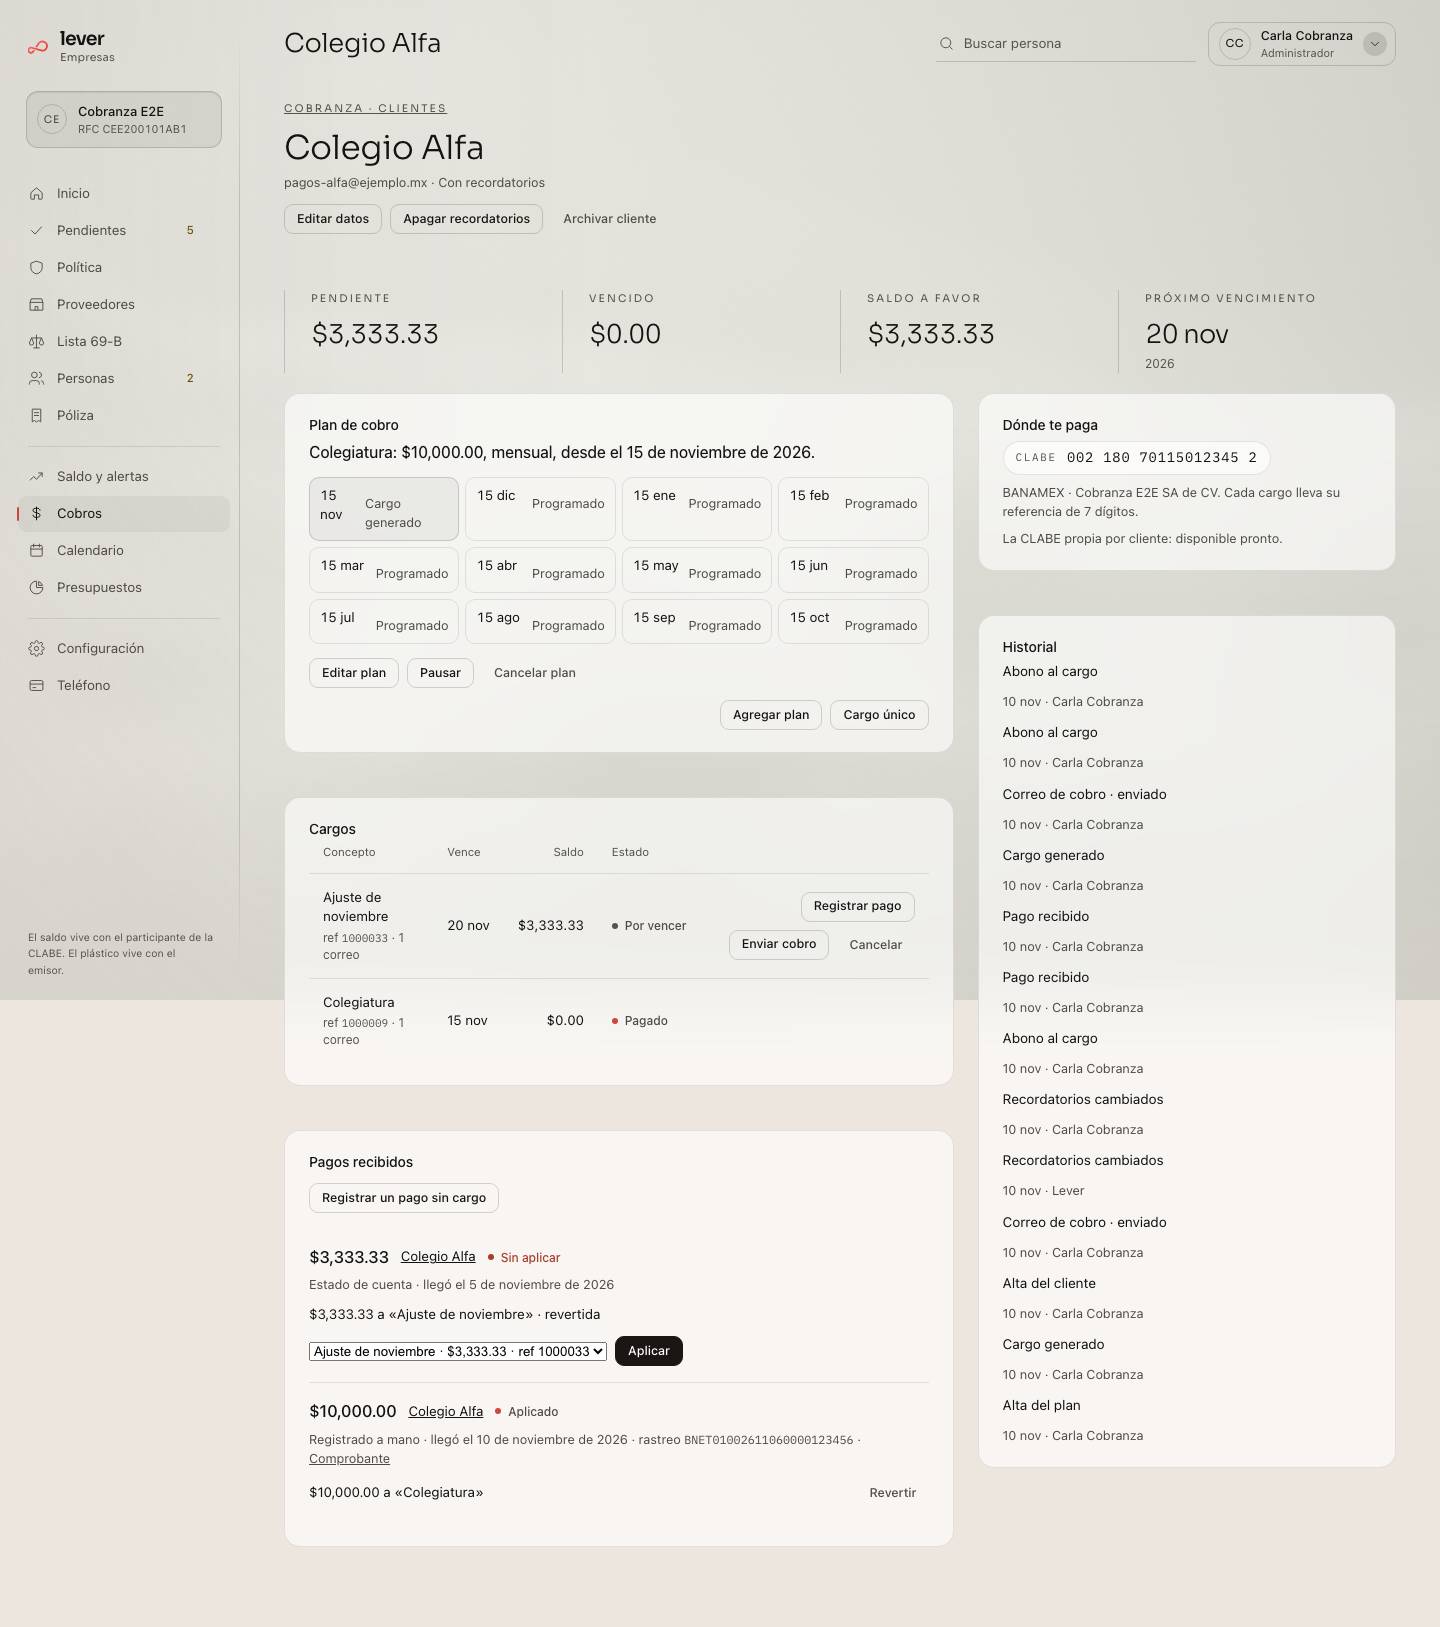 lever
Empresas
CE
Cobranza E2E
RFC CEE200101AB1
Inicio
Pendientes 5
Política
Proveedores
Lista 69-B
Personas 2
Póliza
Saldo y alertas
Cobros
Calendario
Presupuestos
Configuración
Teléfono
El saldo vive con el participante de la
CLABE. El plástico vive con el
emisor.
Colegio Alfa
Buscar persona
CC
Carla Cobranza
Administrador
COBRANZA · CLIENTES
Colegio Alfa
pagos-alfa@ejemplo.mx · Con recordatorios
Editar datos
Apagar recordatorios
Archivar cliente
PENDIENTE
$3,333.33
VENCIDO
$0.00
SALDO A FAVOR
$3,333.33
PRÓXIMO VENCIMIENTO
20 nov
2026
Plan de cobro
Colegiatura: $10,000.00, mensual, desde el 15 de noviembre de 2026.
15 nov Cargo generado
15 dic Programado
15 ene Programado
15 feb Programado
15 mar Programado
15 abr Programado
15 may Programado
15 jun Programado
15 jul Programado
15 ago Programado
15 sep Programado
15 oct Programado
Editar plan
Pausar
Cancelar plan
Agregar plan
Cargo único
Cargos
Concepto Vence Saldo Estado
Ajuste de
noviembre
ref 1000033 · 1
correo
20 nov
$3,333.33
Por vencer
Registrar pago
Enviar cobro
Cancelar
Colegiatura
ref 1000009 · 1
correo
15 nov
$0.00
Pagado
Pagos recibidos
Registrar un pago sin cargo
$3,333.33 Colegio Alfa Sin aplicar
Estado de cuenta · llegó el 5 de noviembre de 2026
$3,333.33 a «Ajuste de noviembre» · revertida
Ajuste de noviembre · $3,333.33 · ref 1000033
Aplicar
$10,000.00 Colegio Alfa Aplicado
Registrado a mano · llegó el 10 de noviembre de 2026 · rastreo BNET01002611060000123456 ·
Comprobante
$10,000.00 a «Colegiatura»
Revertir
Dónde te paga
CLABE 002 180 70115012345 2
BANAMEX · Cobranza E2E SA de CV. Cada cargo lleva su
referencia de 7 dígitos.
La CLABE propia por cliente: disponible pronto.
Historial
Abono al cargo
10 nov · Carla Cobranza
Abono al cargo
10 nov · Carla Cobranza
Correo de cobro · enviado
10 nov · Carla Cobranza
Cargo generado
10 nov · Carla Cobranza
Pago recibido
10 nov · Carla Cobranza
Pago recibido
10 nov · Carla Cobranza
Abono al cargo
10 nov · Carla Cobranza
Recordatorios cambiados
10 nov · Carla Cobranza
Recordatorios cambiados
10 nov · Lever
Correo de cobro · enviado
10 nov · Carla Cobranza
Alta del cliente
10 nov · Carla Cobranza
Cargo generado
10 nov · Carla Cobranza
Alta del plan
10 nov · Carla Cobranza